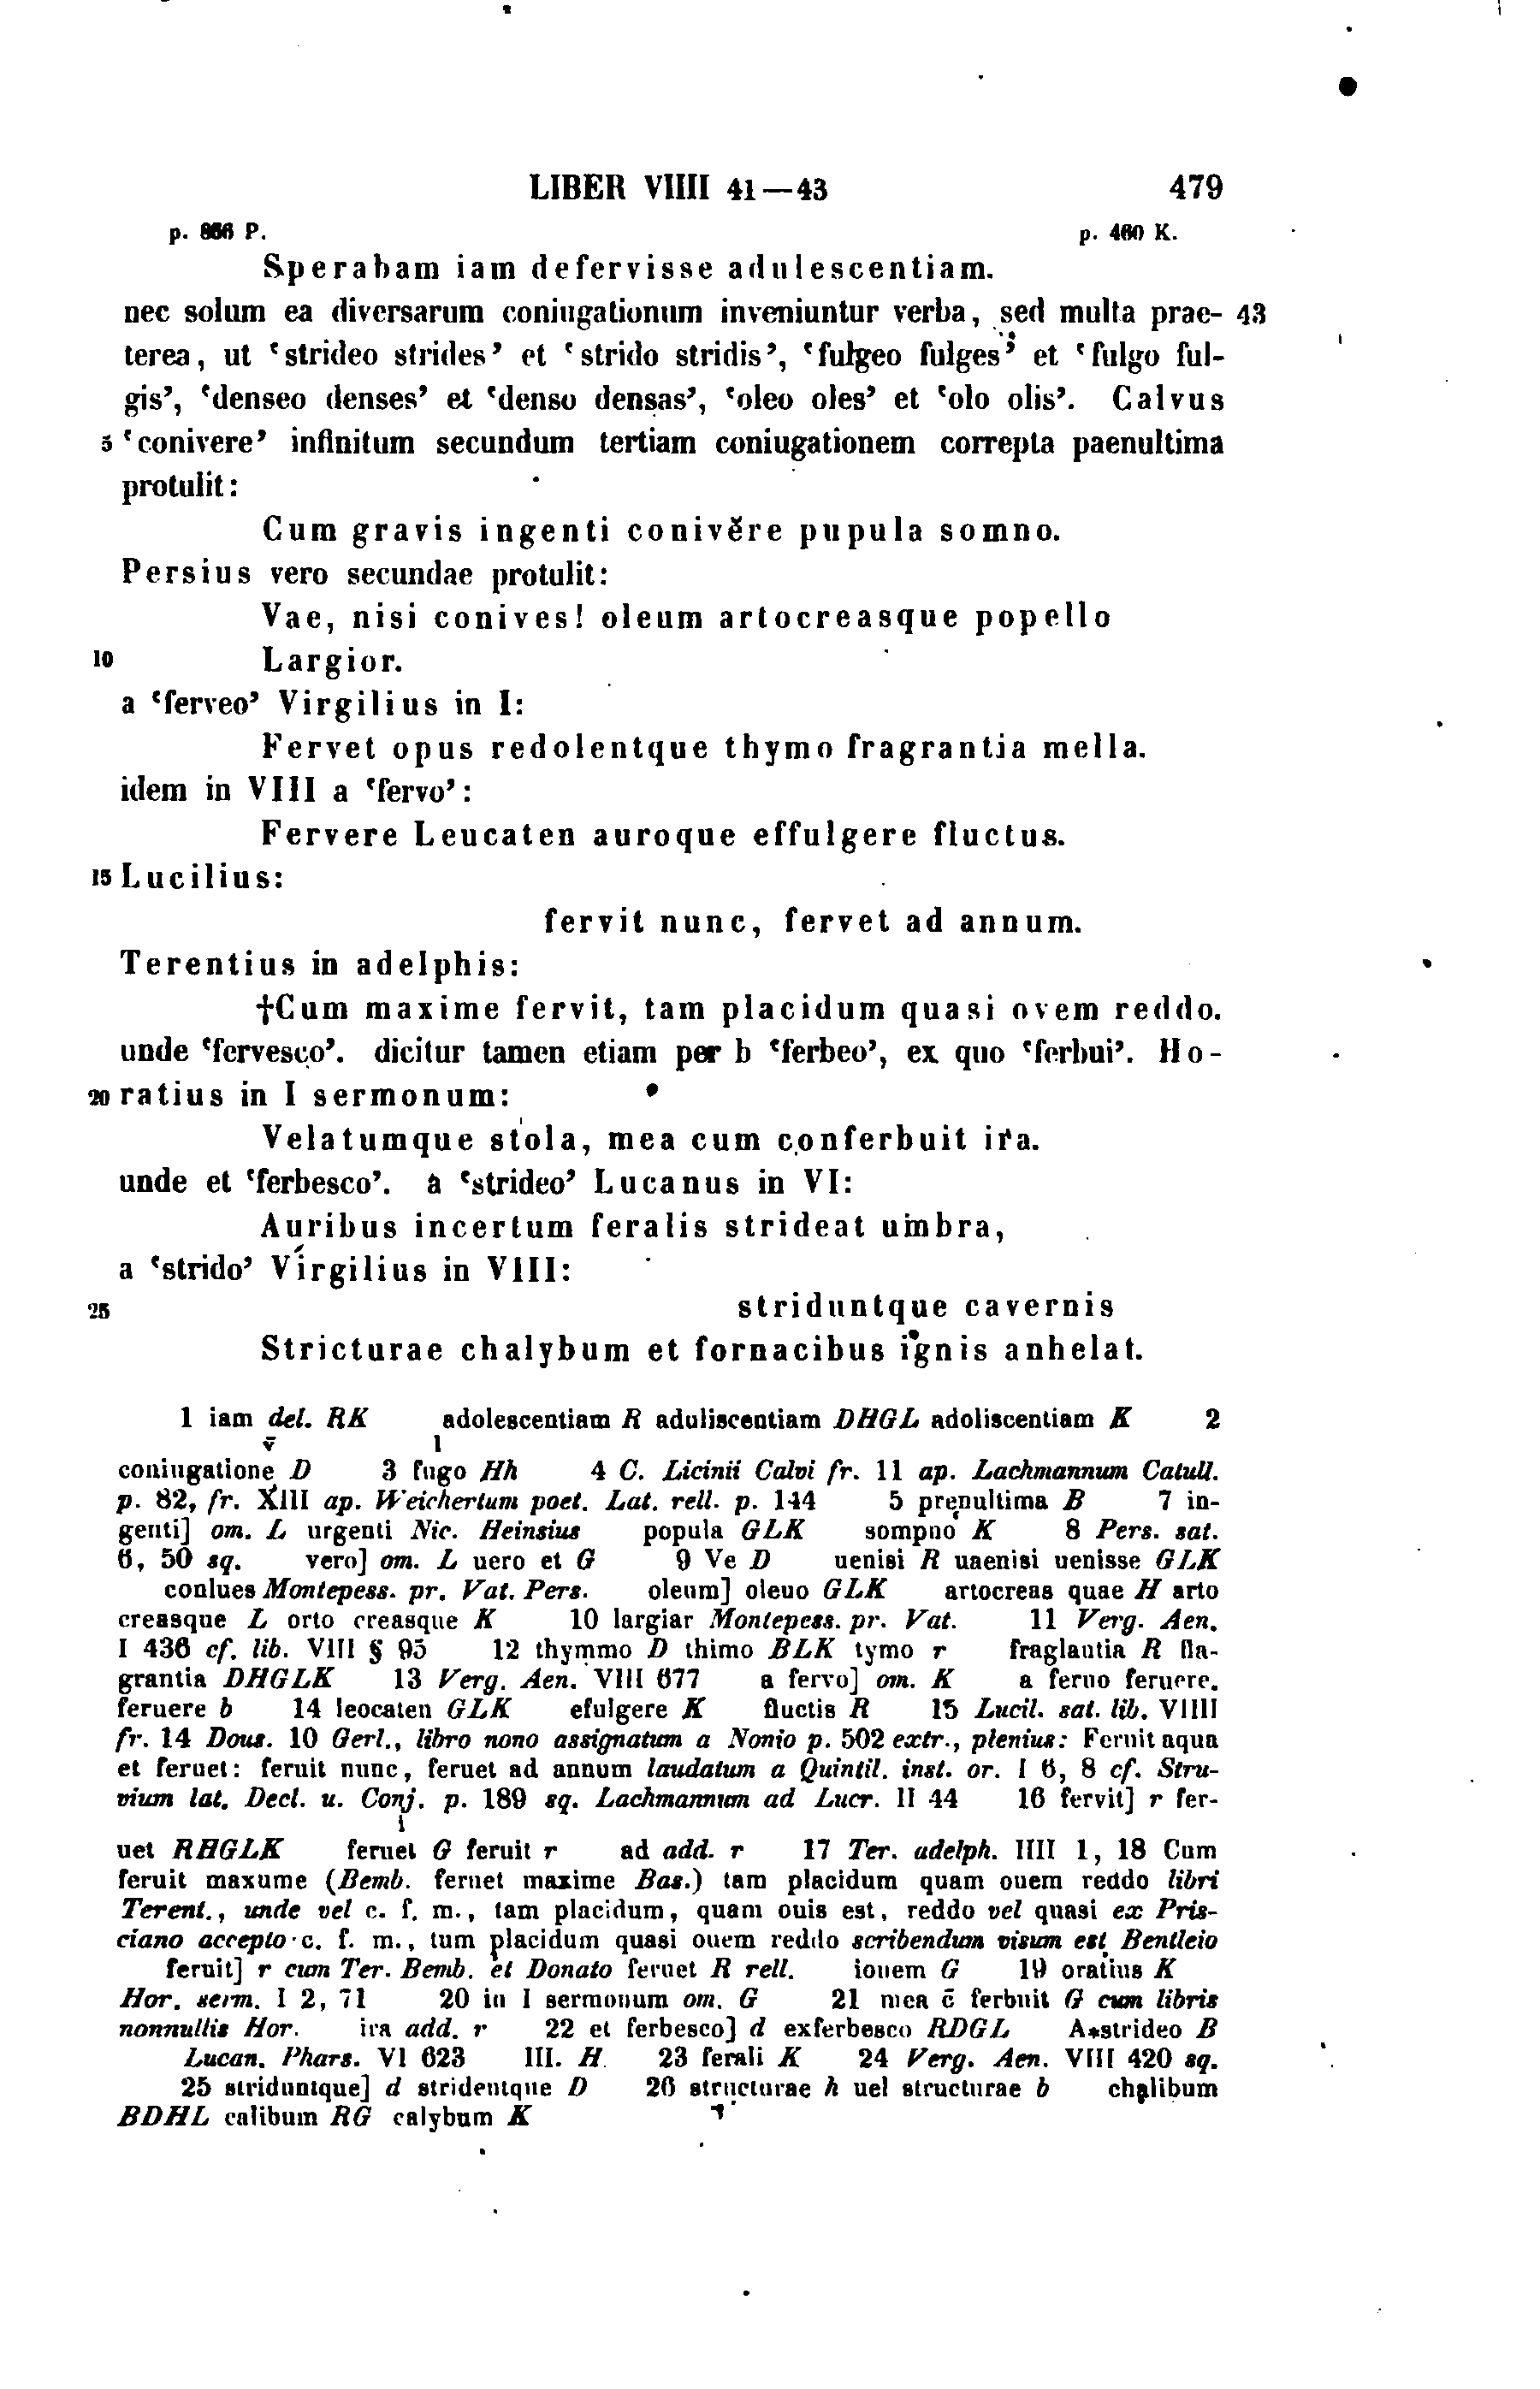 LIBER VIIII 41—43 479
p. 866 P. p. 460 K.
Sperabam iam defervisse adulescentiam.
nec solum ea diversarum coniugationum inveniuntur verba, sed multa prae- 43
terea, ut ‘strideo strides’ et ‘strido stridis’, ‘fulgeo fulges’ et ‘fulgo ful-
gis’, ‘denseo denses’ et ‘denso densas’, ‘oleo oles’ et ‘olo olis’. Calvus
5 ‘conivere’ infinitum secundum tertiam coniugationem correpta paenultima
protulit:
Cum gravis ingenti conivĕre pupula somno.
Persius vero secundae protulit:
Vae, nisi conives! oleum artocreasque popello
10 Largior.
a ‘ferveo’ Virgilius in I:
Fervet opus redolentque thymo fragrantia mella.
idem in VIII a ‘fervo’:
Fervere Leucaten auroque effulgere fluctus.
15 Lucilius:
fervit nunc, fervet ad annum.
Terentius in adelphis:
†Cum maxime fervit, tam placidum quasi ovem reddo.
unde ‘fervesco’. dicitur tamen etiam per b ‘ferbeo’, ex quo ‘ferbui’. Ho-
20 ratius in I sermonum:
Velatumque stola, mea cum conferbuit ira.
unde et ‘ferbesco’. a ‘strideo’ Lucanus in VI:
Auribus incertum feralis strideat umbra,
a ‘strido’ Virgilius in VIII:
25 striduntque cavernis
Stricturae chalybum et fornacibus ignis anhelat.
1 iam del. RK adolescentiam R aduliscentiam DHGL adoliscentiam K 2
coniugatione D 3 fugo Hh 4 C. Licinii Calvi fr. 11 ap. Lachmannum Catull.
p. 82, fr. XIII ap. Weichertum poet. Lat. rell. p. 144 5 prenultima B 7 in-
genti] om. L urgenti Nic. Heinsius popula GLK sompno K 8 Pers. sat.
6, 50 sq. vero] om. L uero et G 9 Ve D uenisi R uaenisi uenisse GLK
conlues Montepess. pr. Vat. Pers. oleum] oleuo GLK artocreas quae H arto
creasque L orto creasque K 10 largiar Montepess. pr. Vat. 11 Verg. Aen.
I 436 cf. lib. VIII § 95 12 thymmo D thimo BLK tymo r fraglantia R fla-
grantia DHGLK 13 Verg. Aen. VIII 677 a fervo] om. K a feruo feruere.
feruere b 14 leocaten GLK efulgere K fluctis R 15 Lucil. sat. lib. VIIII
fr. 14 Dous. 10 Gerl., libro nono assignatum a Nonio p. 502 extr., plenius: Feruit aqua
et feruet: feruit nunc, feruet ad annum laudatum a Quintil. inst. or. I 6, 8 cf. Stru-
vium lat. Decl. u. Conj. p. 189 sq. Lachmannum ad Lucr. II 44 16 fervit] r fer-
uet RHGLK feruet G feruit r ad add. r 17 Ter. adelph. IIII 1, 18 Cum
feruit maxume (Bemb. feruet maxime Bas.) tam placidum quam ouem reddo libri
Terent., unde vel c. f. m., tam placidum, quam ouis est, reddo vel quasi ex Pris-
ciano accepto c. f. m., tum placidum quasi ouem reddo scribendum visum est Bentleio
feruit] r cum Ter. Bemb. et Donato feruet R rell. iouem G 19 oratius K
Hor. serm. I 2, 71 20 in I sermonum om. G 21 mea c̄ ferbuit G cum libris
nonnullis Hor. ira add. r 22 et ferbesco] d exferbesco RDGL A*strideo B
Lucan. Phars. VI 623 III. H 23 ferali K 24 Verg. Aen. VIII 420 sq.
25 striduntque] d stridentque D 26 structurae h uel structurae b chalibum
BDHL calibum RG calybum K